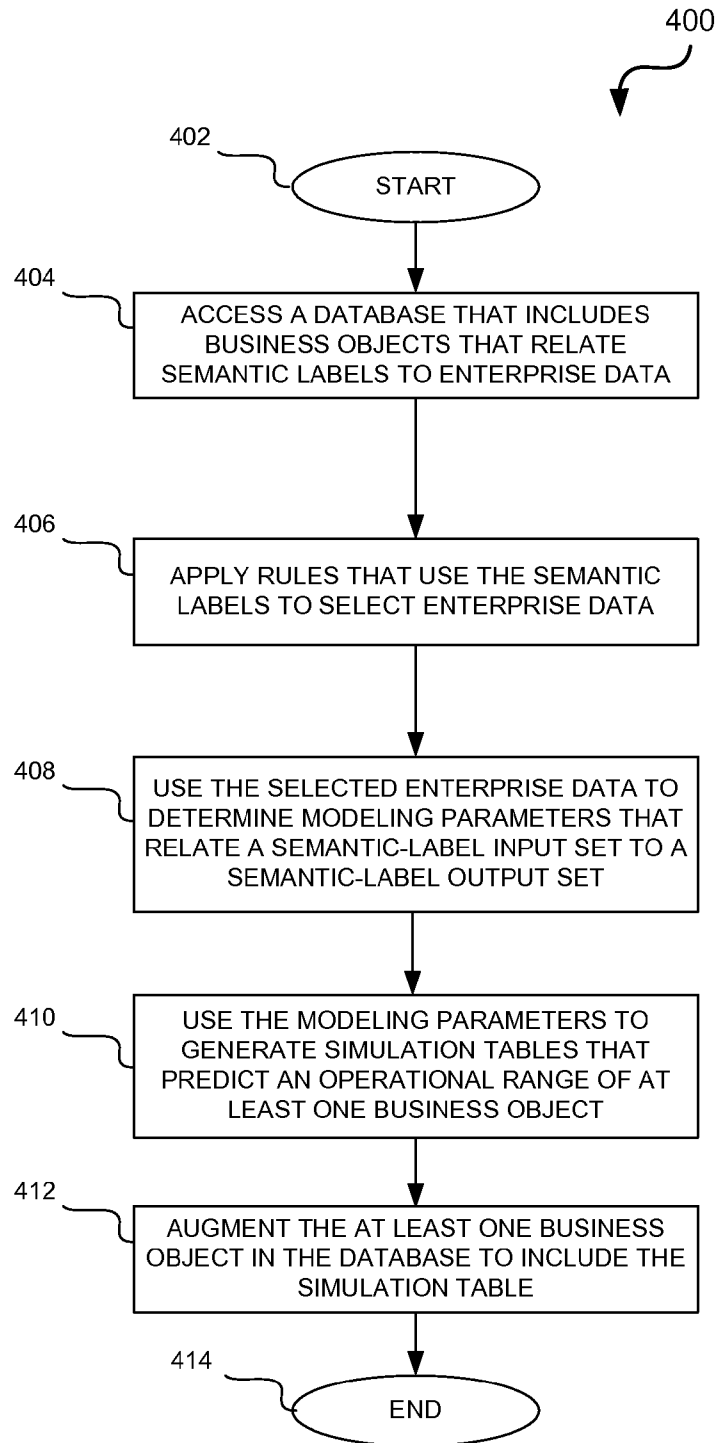 400
402
START
404
ACCESS A DATABASE THAT INCLUDES
BUSINESS OBJECTS THAT RELATE
SEMANTIC LABELS TO ENTERPRISE DATA
406
APPLY RULES THAT USE THE SEMANTIC
LABELS TO SELECT ENTERPRISE DATA
408
USE THE SELECTED ENTERPRISE DATA TO
DETERMINE MODELING PARAMETERS THAT
RELATE A SEMANTIC-LABEL INPUT SET TO A
SEMANTIC-LABEL OUTPUT SET
410
USE THE MODELING PARAMETERS TO
GENERATE SIMULATION TABLES THAT
PREDICT AN OPERATIONAL RANGE OF AT
LEAST ONE BUSINESS OBJECT
412
AUGMENT THE AT LEAST ONE BUSINESS
OBJECT IN THE DATABASE TO INCLUDE THE
SIMULATION TABLE
414
END